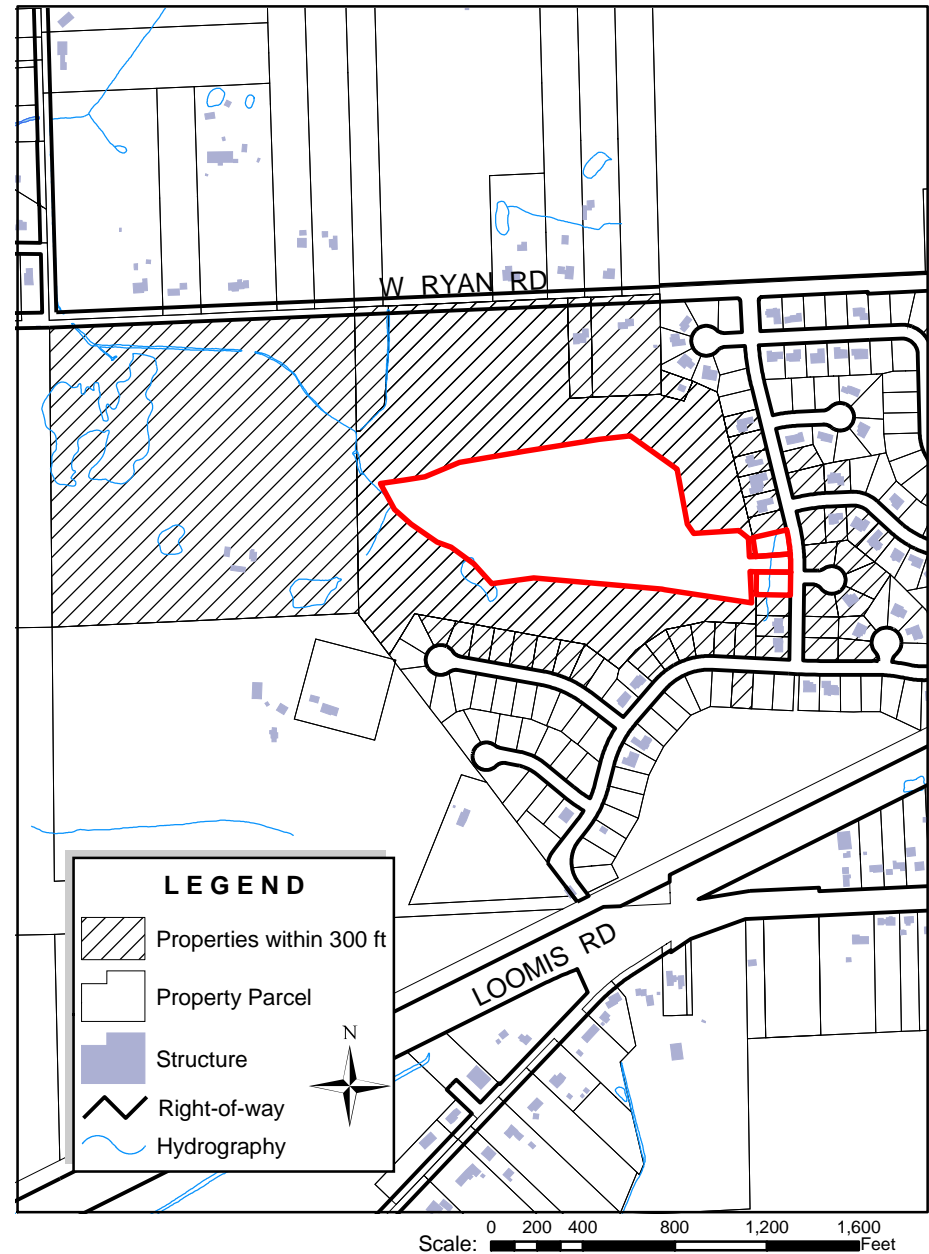 W RYAN RD
LOOMIS RD
LEGEND
Properties within 300 ft
Property Parcel
Structure
Right-of-way
Hydrography
N
0 200 400 800 1,200 1,600
Scale: Feet